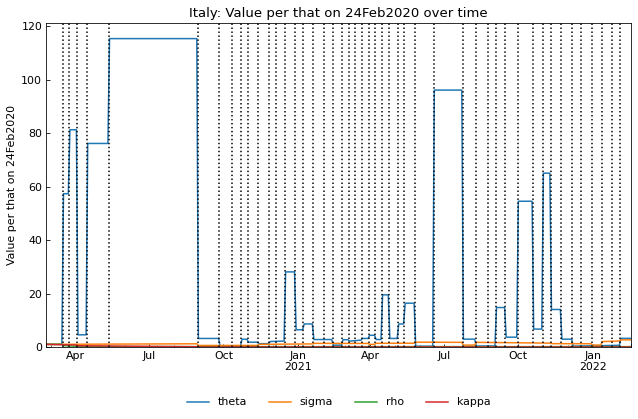 Italy: Value per that on 24Feb2020 over time
Value per that on 24Feb2020
120
100
80
60
40
20
0
Apr Jul Oct Jan Apr Jul Oct Jan
2021 2022
theta sigma rho kappa